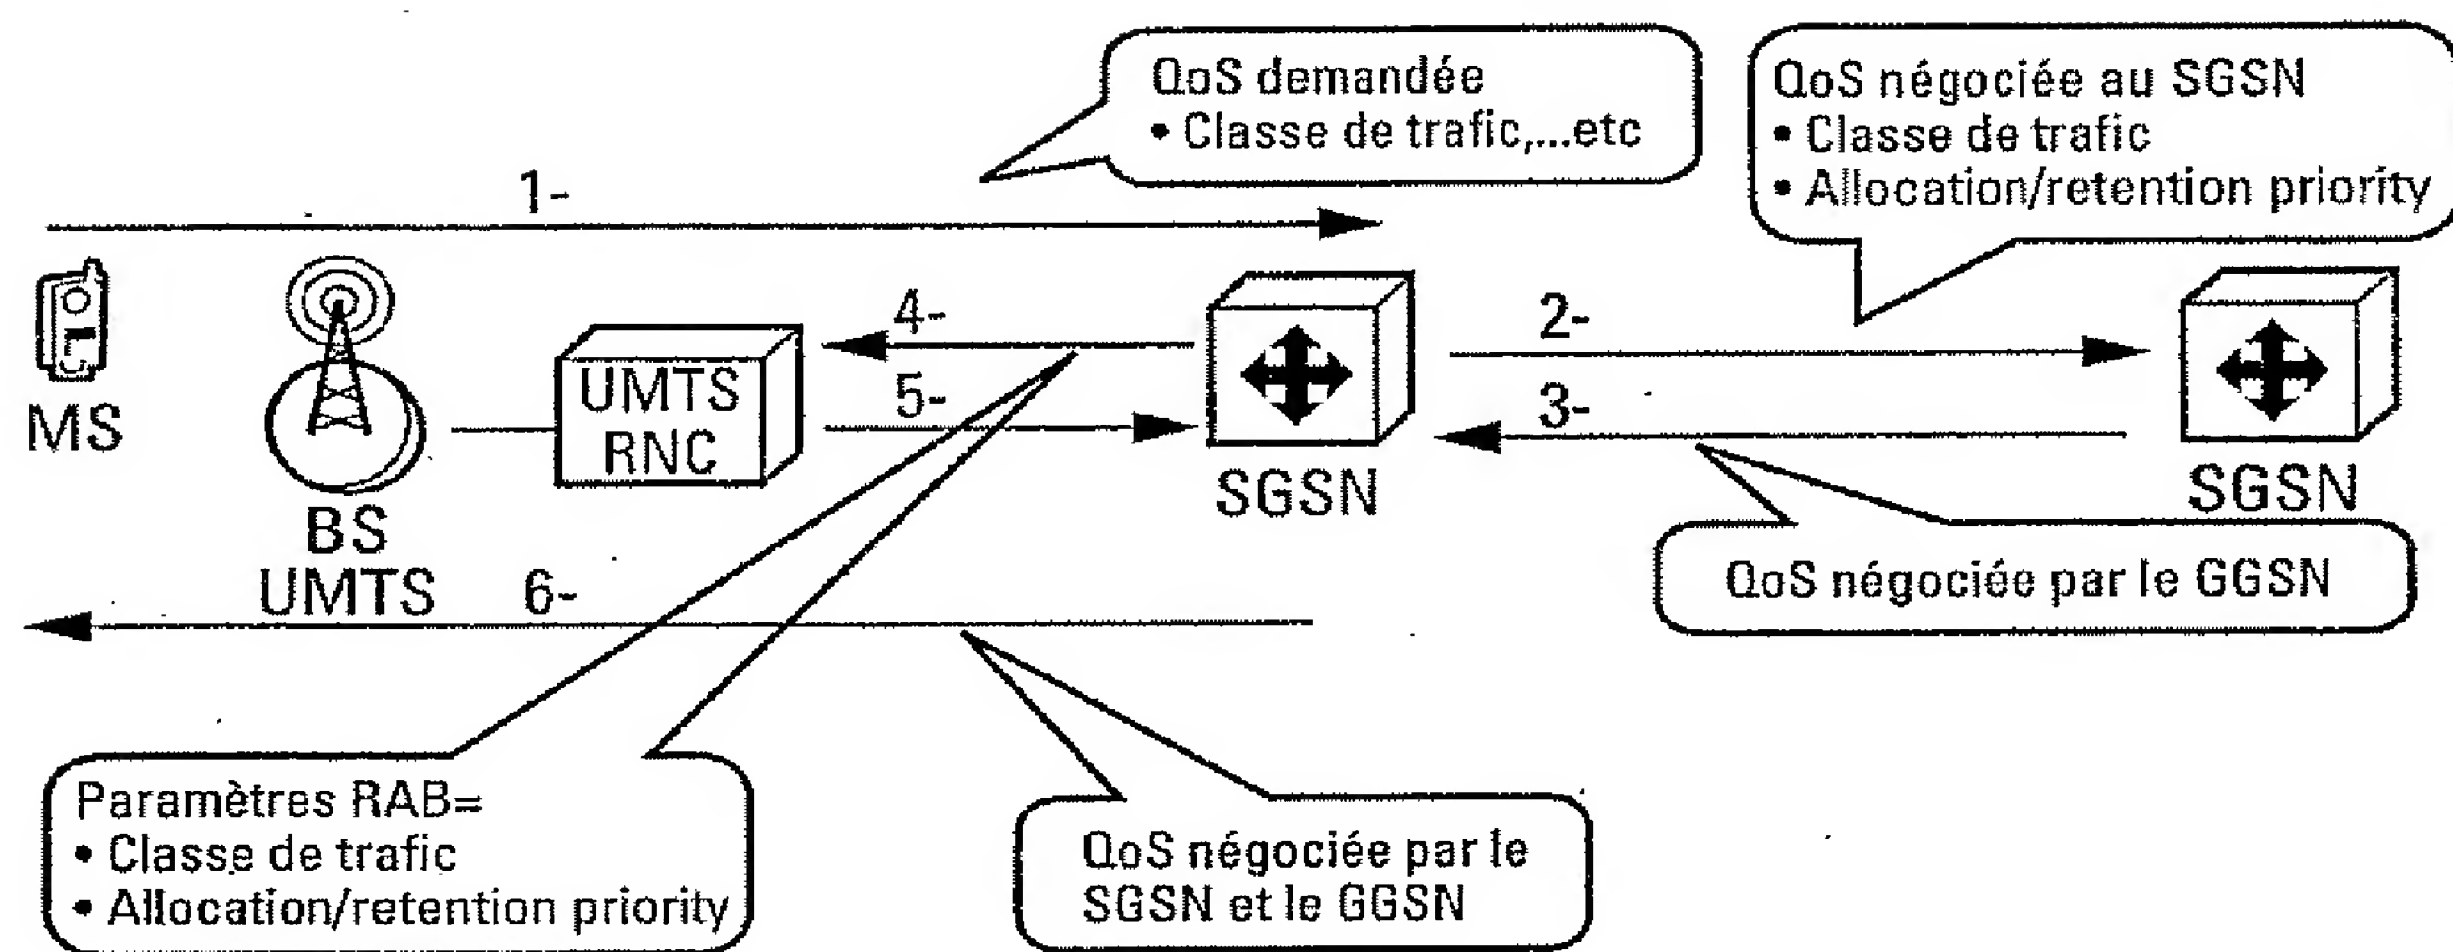 QoS demandée
• Classe de trafic,...etc
QoS négociée au SGSN
• Classe de trafic
• Allocation/retention priority
1-
4-
2-
UMTS
RNC
5-
3-
MS
SGSN
SGSN
BS
UMTS
6-
QoS négociée par le GGSN
Paramètres RAB=
• Classe de trafic
• Allocation/retention priority
QoS négociée par le
SGSN et le GGSN